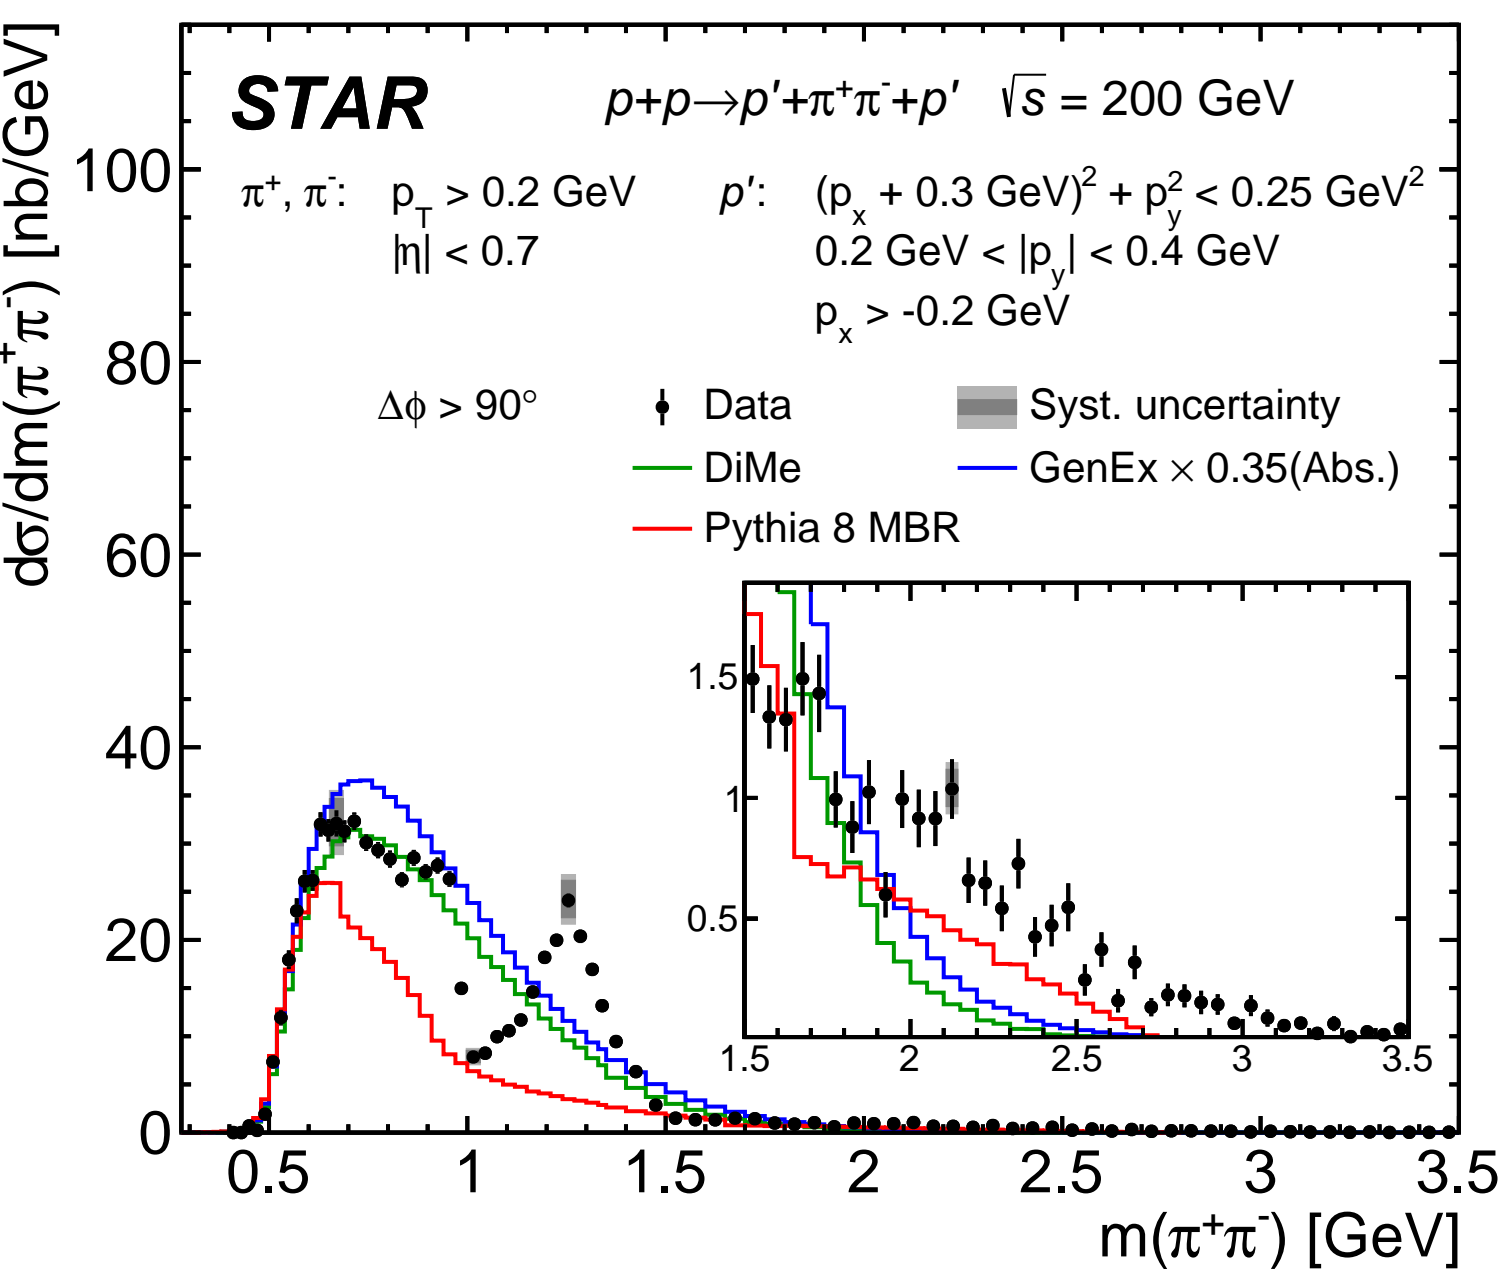 dσ/dm(π⁺π⁻) [nb/GeV]
STAR
p+p→p′+π⁺π⁻+p′ √s = 200 GeV
π⁺, π⁻: p_T > 0.2 GeV p′: (p_x + 0.3 GeV)² + p_y² < 0.25 GeV²
|η| < 0.7 0.2 GeV < |p_y| < 0.4 GeV
p_x > -0.2 GeV
Δϕ > 90° Data Syst. uncertainty
DiMe GenEx × 0.35(Abs.)
Pythia 8 MBR
100
80
60
40
20
0
1.5
1
0.5
1.5 2 2.5 3 3.5
0.5 1 1.5 2 2.5 3 3.5
m(π⁺π⁻) [GeV]